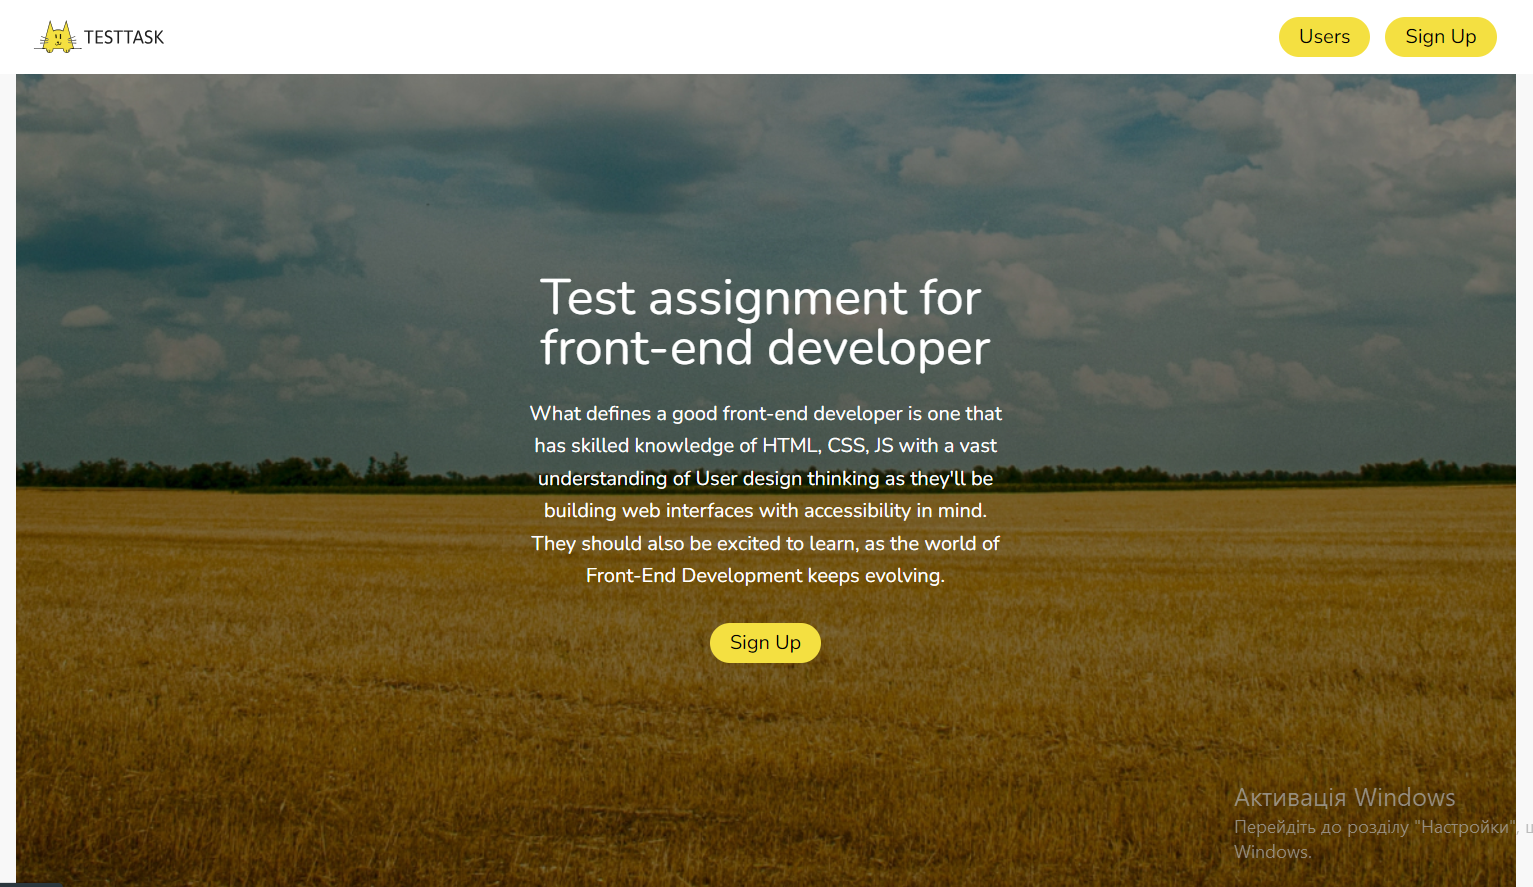 TESTTASK
Users
Sign Up
Test assignment for
front-end developer
What defines a good front-end developer is one that
has skilled knowledge of HTML, CSS, JS with a vast
understanding of User design thinking as they'll be
building web interfaces with accessibility in mind.
They should also be excited to learn, as the world of
Front-End Development keeps evolving.
Sign Up
Активація Windows
Перейдіть до розділу "Настройки",
Windows.